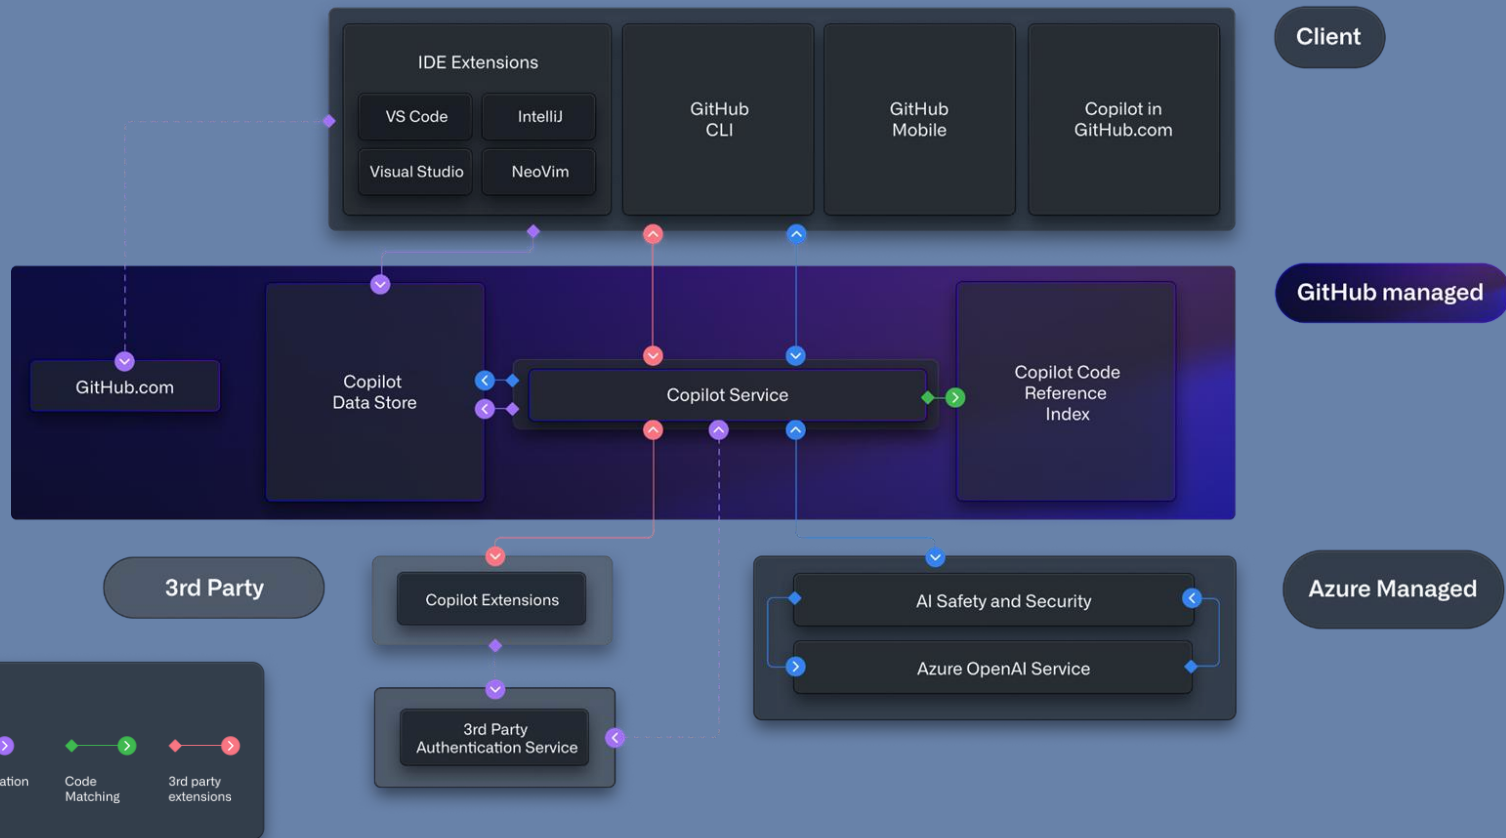 Client
IDE Extensions
VS Code
IntelliJ
Visual Studio
NeoVim
GitHub
CLI
GitHub
Mobile
Copilot in
GitHub.com
GitHub managed
GitHub.com
Copilot
Data Store
Copilot Service
Copilot Code
Reference
Index
3rd Party
Copilot Extensions
3rd Party
Authentication Service
AI Safety and Security
Azure OpenAI Service
Azure Managed
ation
Code
Matching
3rd party
extensions